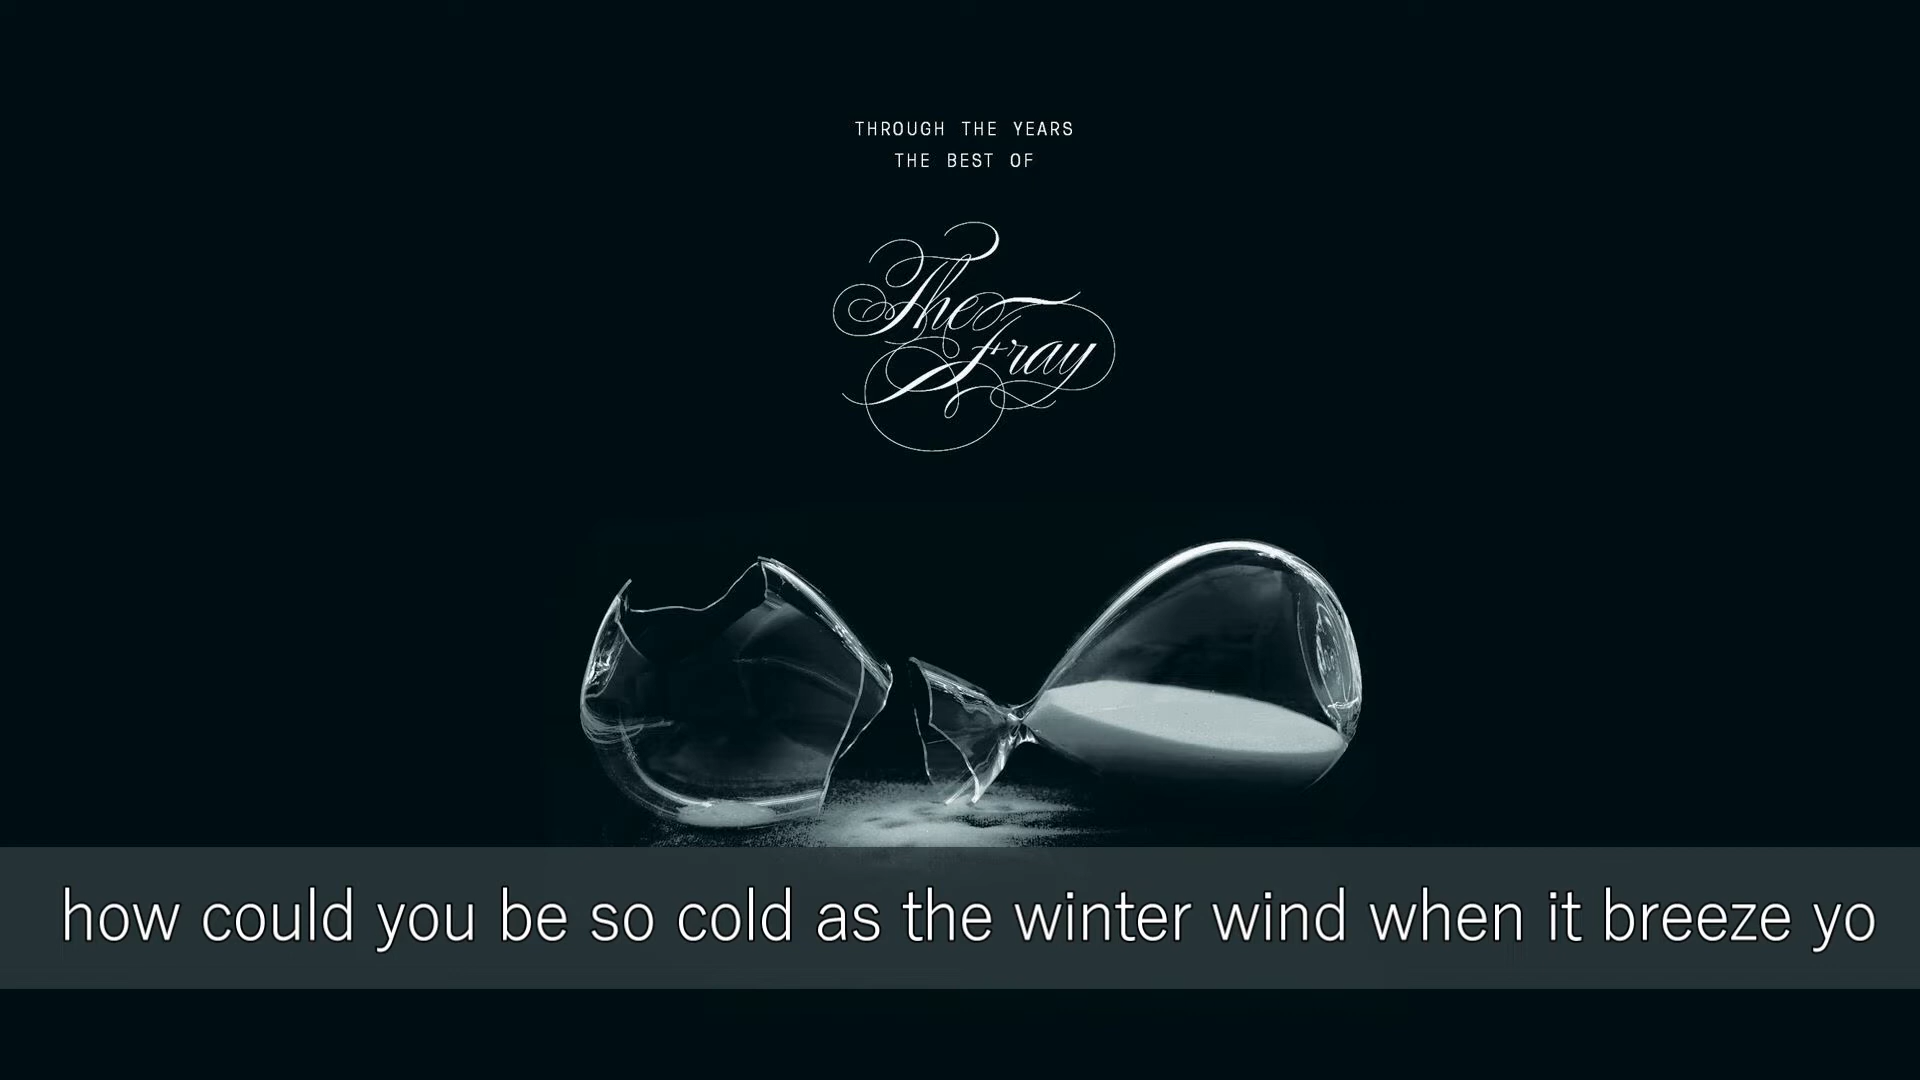 THROUGH THE YEARS
THE BEST OF
The
Fray
how could you be so cold as the winter wind when it breeze yo